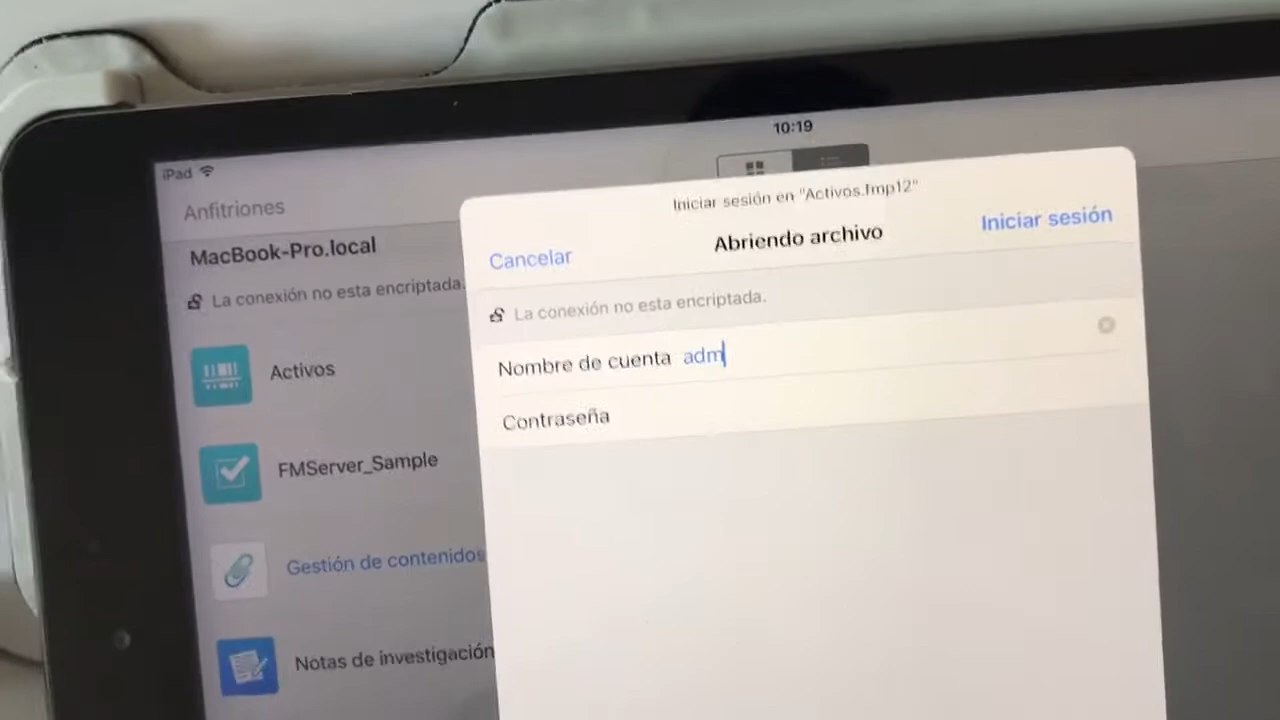 iPad
10:19
Anfitriones
MacBook-Pro.local
La conexión no esta encriptada.
Activos
FMServer_Sample
Gestión de contenidos
Notas de investigación
Iniciar sesión en "Activos.fmp12"
Cancelar
Abriendo archivo
Iniciar sesión
La conexión no esta encriptada.
Nombre de cuenta adm
Contraseña